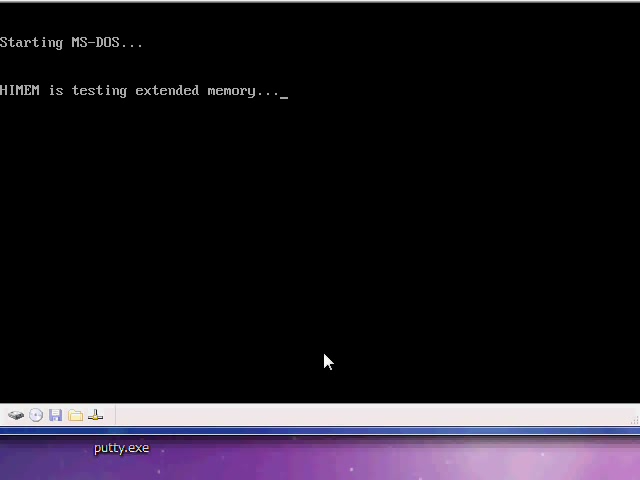 Starting MS-DOS...
HIMEM is testing extended memory..._
putty.exe